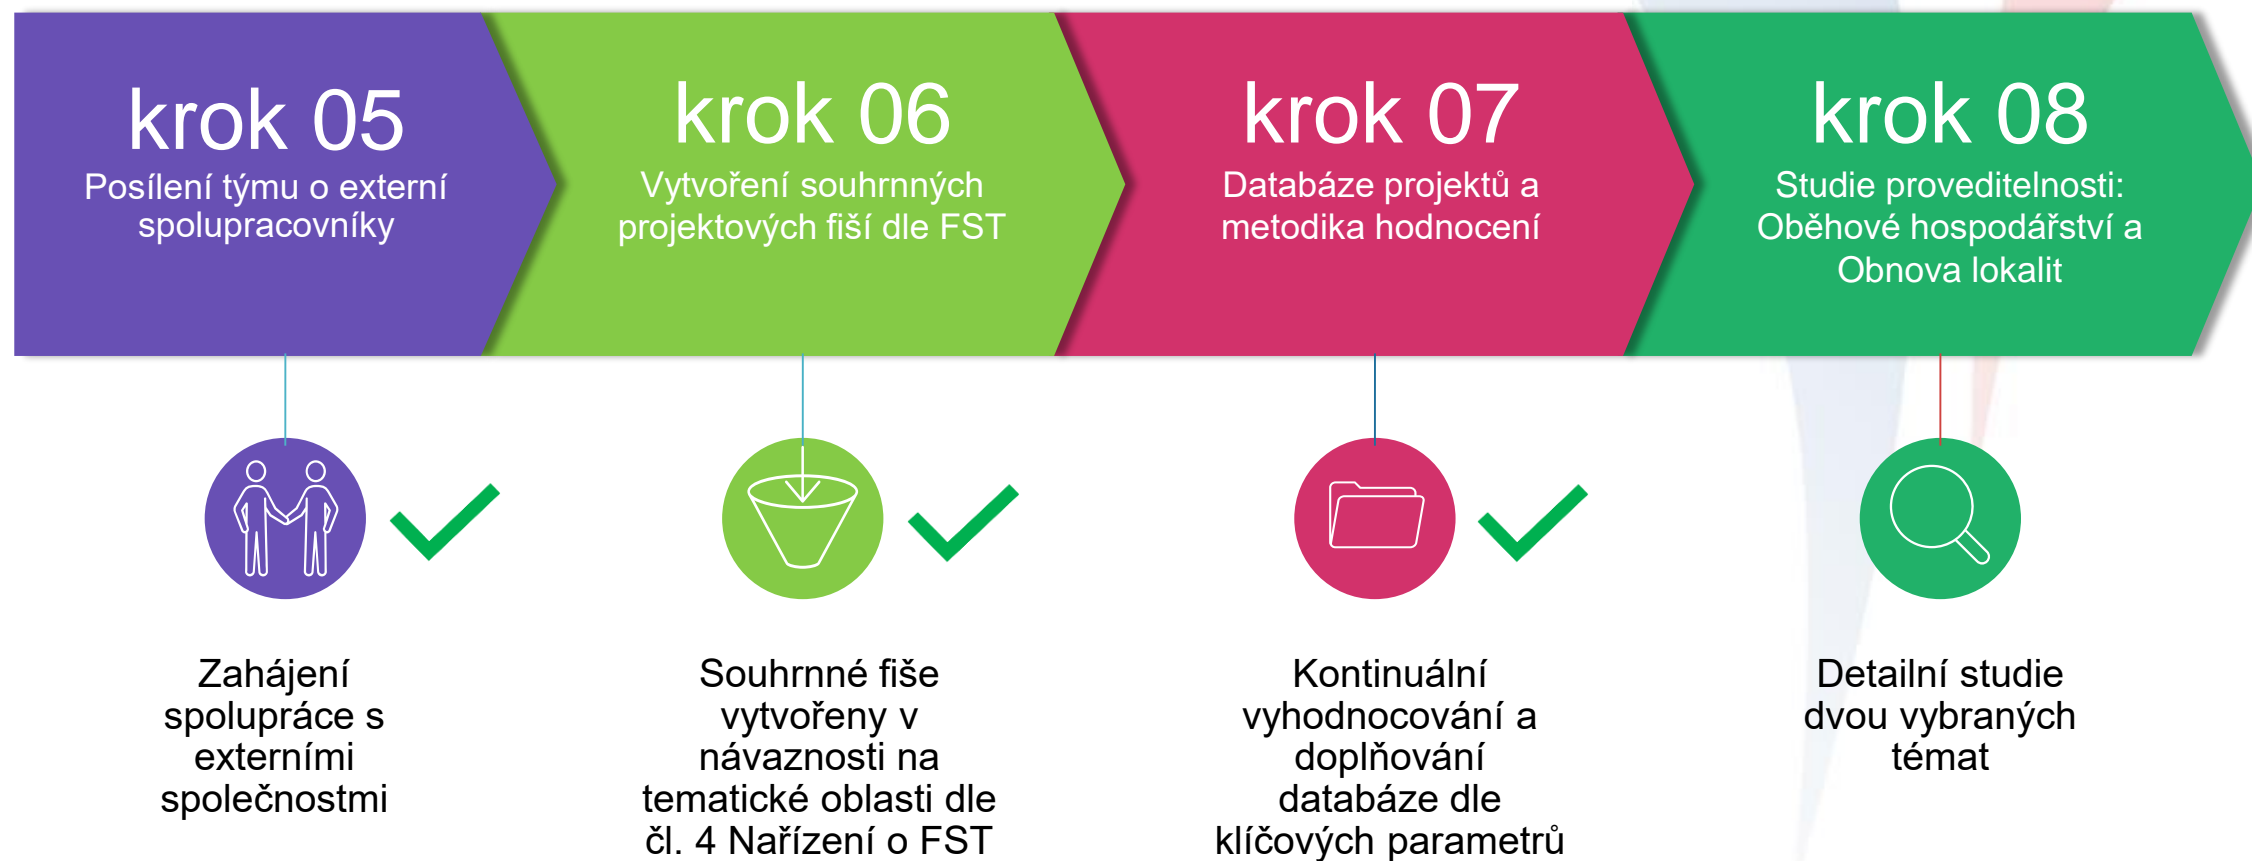 krok 05
Posílení týmu o externí
spolupracovníky
krok 06
Vytvoření souhrnných
projektových fiší dle FST
krok 07
Databáze projektů a
metodika hodnocení
krok 08
Studie proveditelnosti:
Oběhové hospodářství a
Obnova lokalit
Zahájení
spolupráce s
externími
společnostmi
Souhrnné fiše
vytvořeny v
návaznosti na
tematické oblasti dle
čl. 4 Nařízení o FST
Kontinuální
vyhodnocování a
doplňování
databáze dle
klíčových parametrů
Detailní studie
dvou vybraných
témat